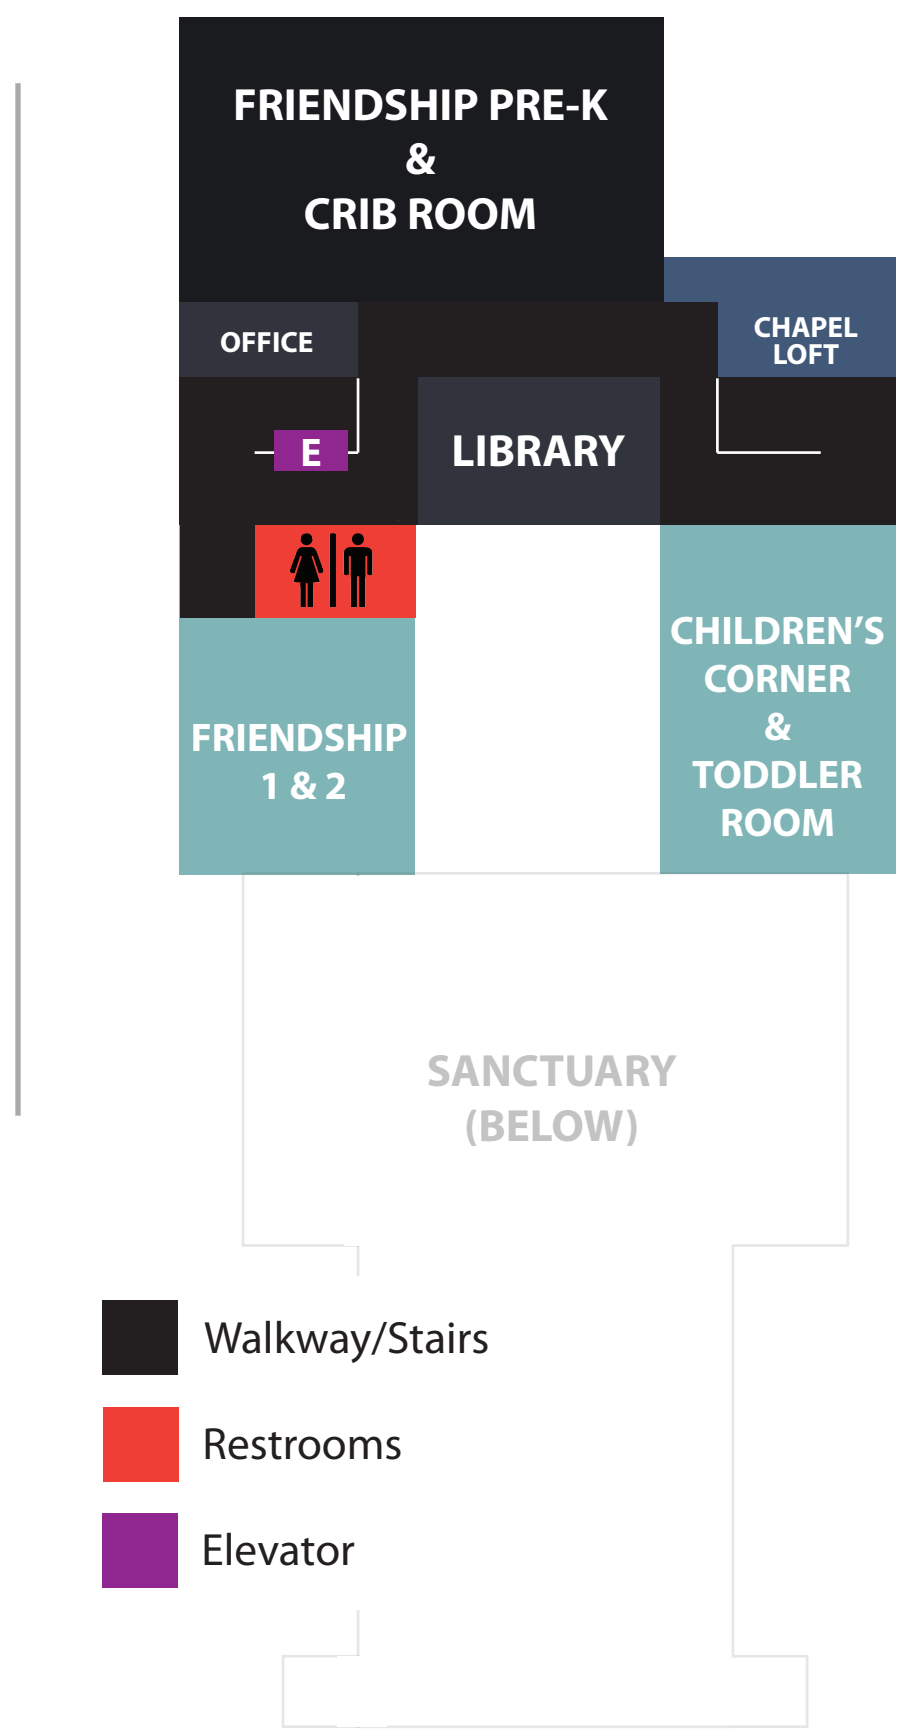 FRIENDSHIP PRE-K
&
CRIB ROOM
OFFICE
CHAPEL
LOFT
E
LIBRARY
CHILDREN’S
CORNER
&
TODDLER
ROOM
FRIENDSHIP
1 & 2
SANCTUARY
(BELOW)
Walkway/Stairs
Restrooms
Elevator